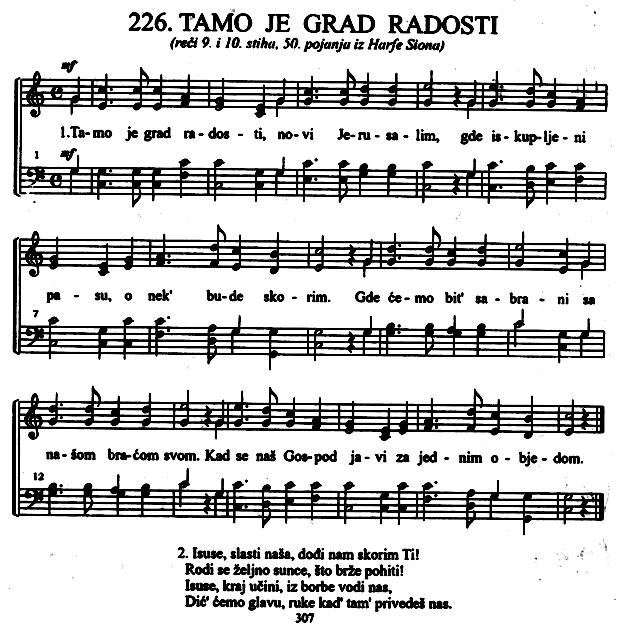 226. TAMO JE GRAD RADOSTI
(reči 9. i 10. stiha, 50. pojanja iz Harfe Siona)
mf
1.Ta-mo je grad ra-dos-ti, no-vi Je-ru-sa-lim, gde is-kup-lje-ni
1
mf
pa-su, o nek' bu-de sko-rim. Gde će-mo bit' sa-bra-ni sa
7
na-šom bra-ćom svom. Kad se naš Gos-pod ja-vi za jed-nim o-bje-dom.
12
2. Isuse, slasti naša, dođi nam skorim Ti!
Rodi se željno sunce, što brže pohiti!
Isuse, kraj učini, iz borbe vodi nas,
Dić' ćemo glavu, ruke kad' tam' privedeš nas.
307